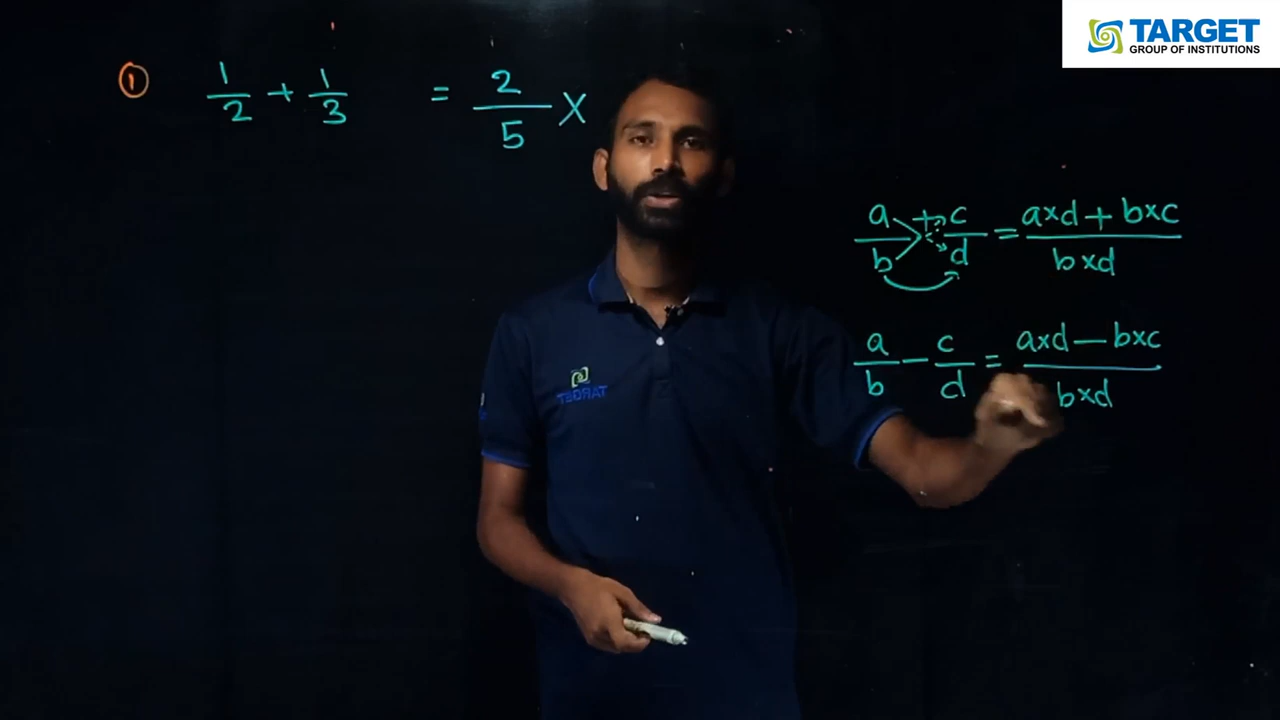 TARGET
GROUP OF INSTITUTIONS
① 1/2 + 1/3 = 2/5 X
a/b + c/d = a×d + b×c / b×d
a/b − c/d = a×d − b×c / b×d
TARGET